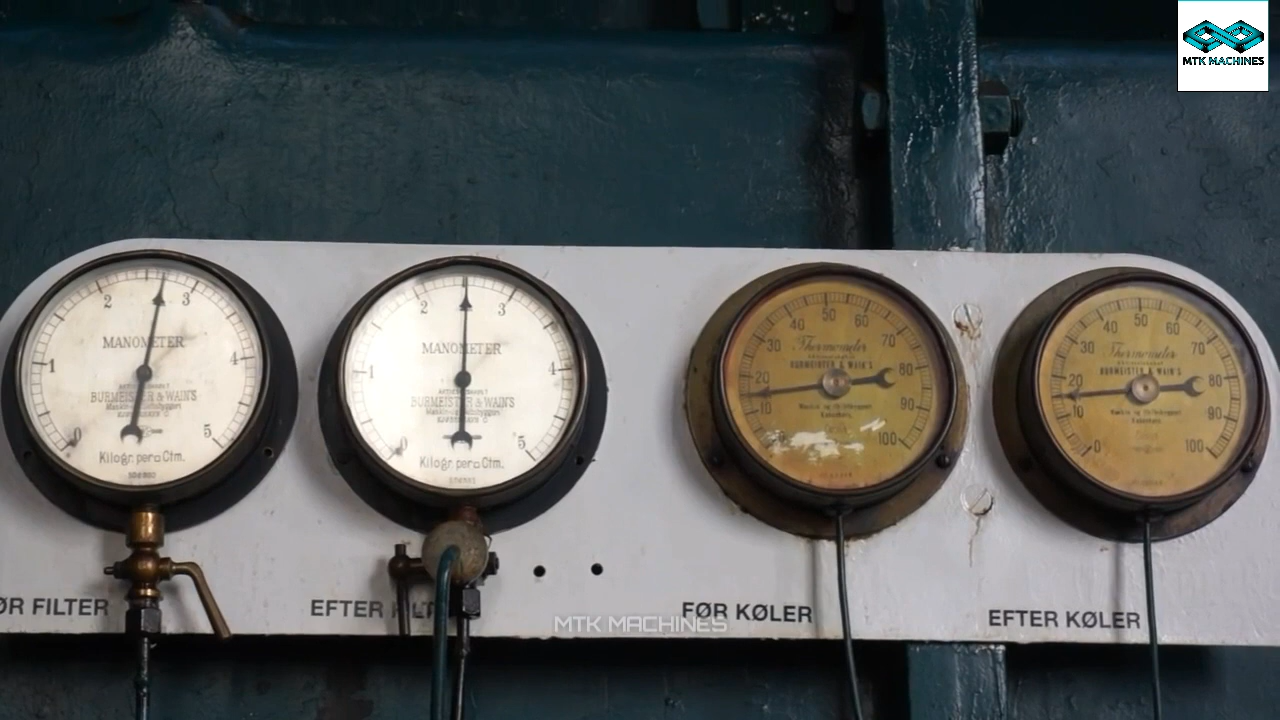 MTK MACHINES
2 3
MANOMETER
1 4
BURMEISTER & WAIN'S
0 5
Kilogr. per □ Ctm.
2 3
MANOMETER
1 4
BURMEISTER & WAIN'S
0 5
Kilogr. per □ Ctm.
40 50 60
30 70
Thermometer
BURMEISTER & WAIN'S
20 80
10 90
100
40 50 60
30 70
Thermometer
BURMEISTER & WAIN'S
20 80
10 90
0 100
ØR FILTER
EFTER FILT
FØR KØLER
EFTER KØLER
MTK MACHINES